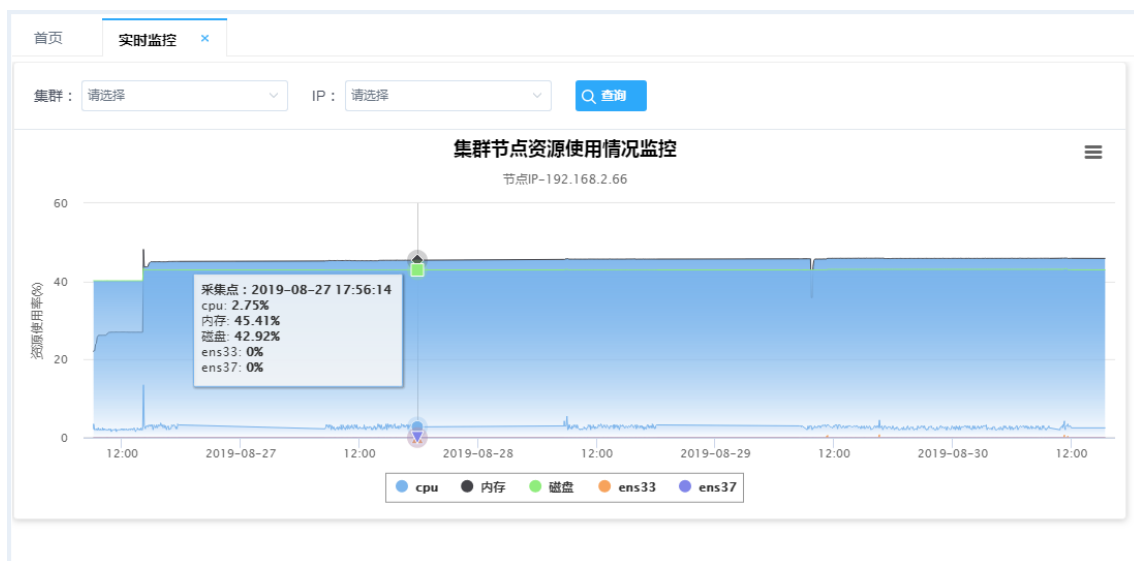 首页 实时监控 ×
集群： 请选择 IP： 请选择 查询
集群节点资源使用情况监控
节点IP-192.168.2.66
60
40
20
0
资源使用率(%)
采集点：2019-08-27 17:56:14
cpu: 2.75%
内存: 45.41%
磁盘: 42.92%
ens33: 0%
ens37: 0%
12:00 2019-08-27 12:00 2019-08-28 12:00 2019-08-29 12:00 2019-08-30 12:00
cpu 内存 磁盘 ens33 ens37